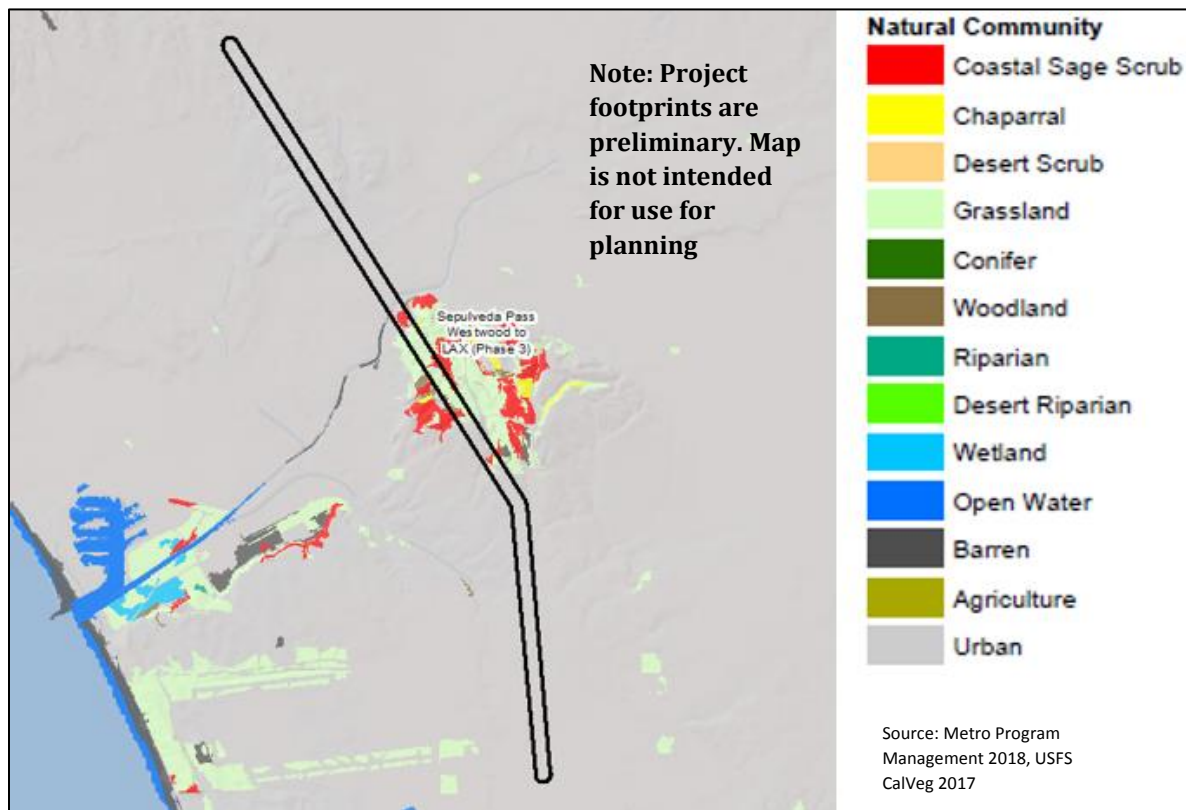 Note: Project
footprints are
preliminary. Map
is not intended
for use for
planning
Sepulveda Pass
Westwood to
LAX (Phase 3)
Natural Community
Coastal Sage Scrub
Chaparral
Desert Scrub
Grassland
Conifer
Woodland
Riparian
Desert Riparian
Wetland
Open Water
Barren
Agriculture
Urban
Source: Metro Program
Management 2018, USFS
CalVeg 2017